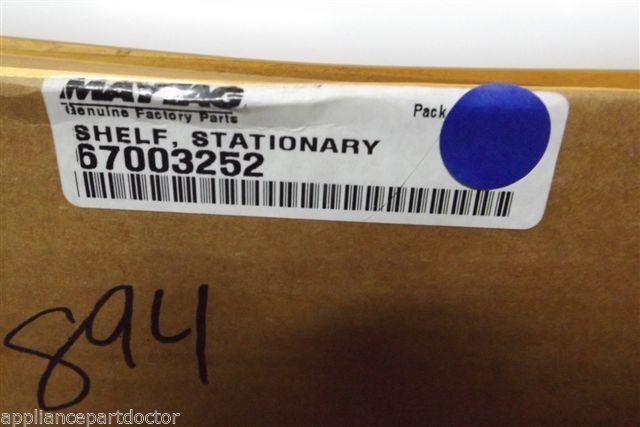 MAYTAG
Genuine Factory Parts
Pack
SHELF, STATIONARY
67003252
894
appliancepartdoctor